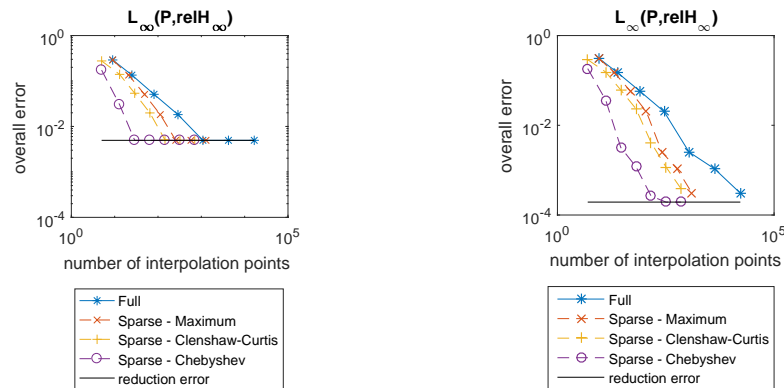 L∞(P,relH∞)
10^0
10^-2
10^-4
overall error
10^0
10^5
number of interpolation points
Full
Sparse - Maximum
Sparse - Clenshaw-Curtis
Sparse - Chebyshev
reduction error
L∞(P,relH∞)
10^0
10^-2
10^-4
overall error
10^0
10^5
number of interpolation points
Full
Sparse - Maximum
Sparse - Clenshaw-Curtis
Sparse - Chebyshev
reduction error